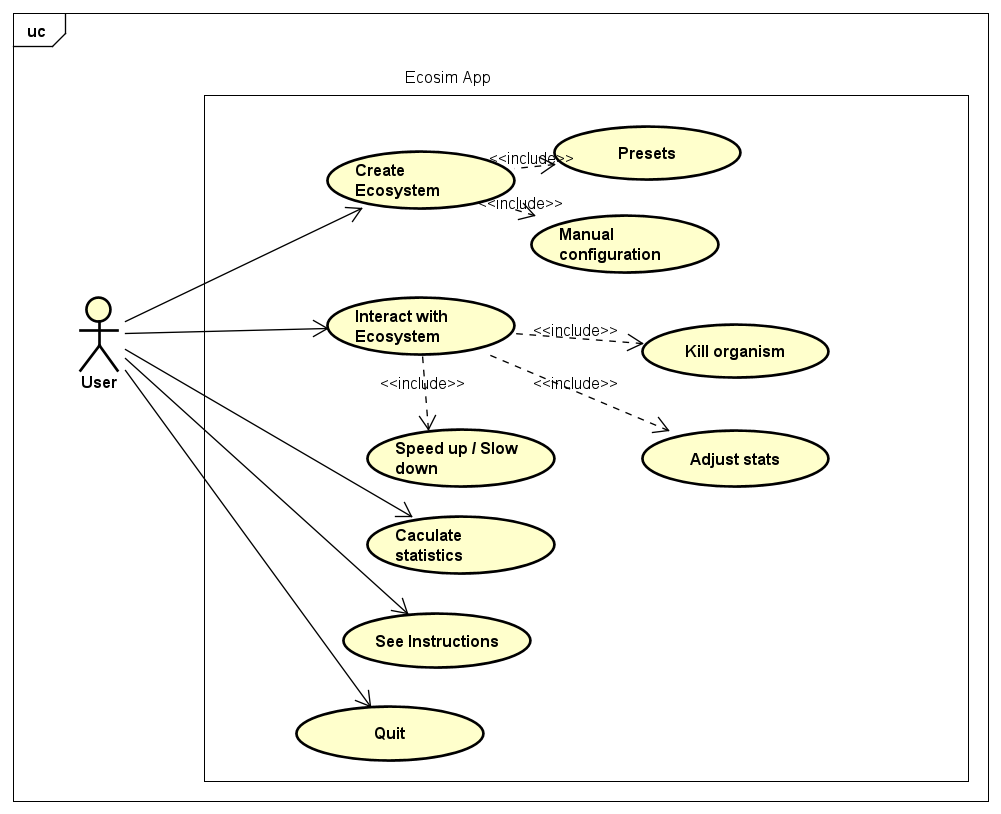 uc
Ecosim App
Create
Ecosystem
<<include>>
Presets
<<include>>
Manual
configuration
Interact with
Ecosystem
<<include>>
Kill organism
<<include>>
<<include>>
User
Speed up / Slow
down
Adjust stats
Caculate
statistics
See Instructions
Quit